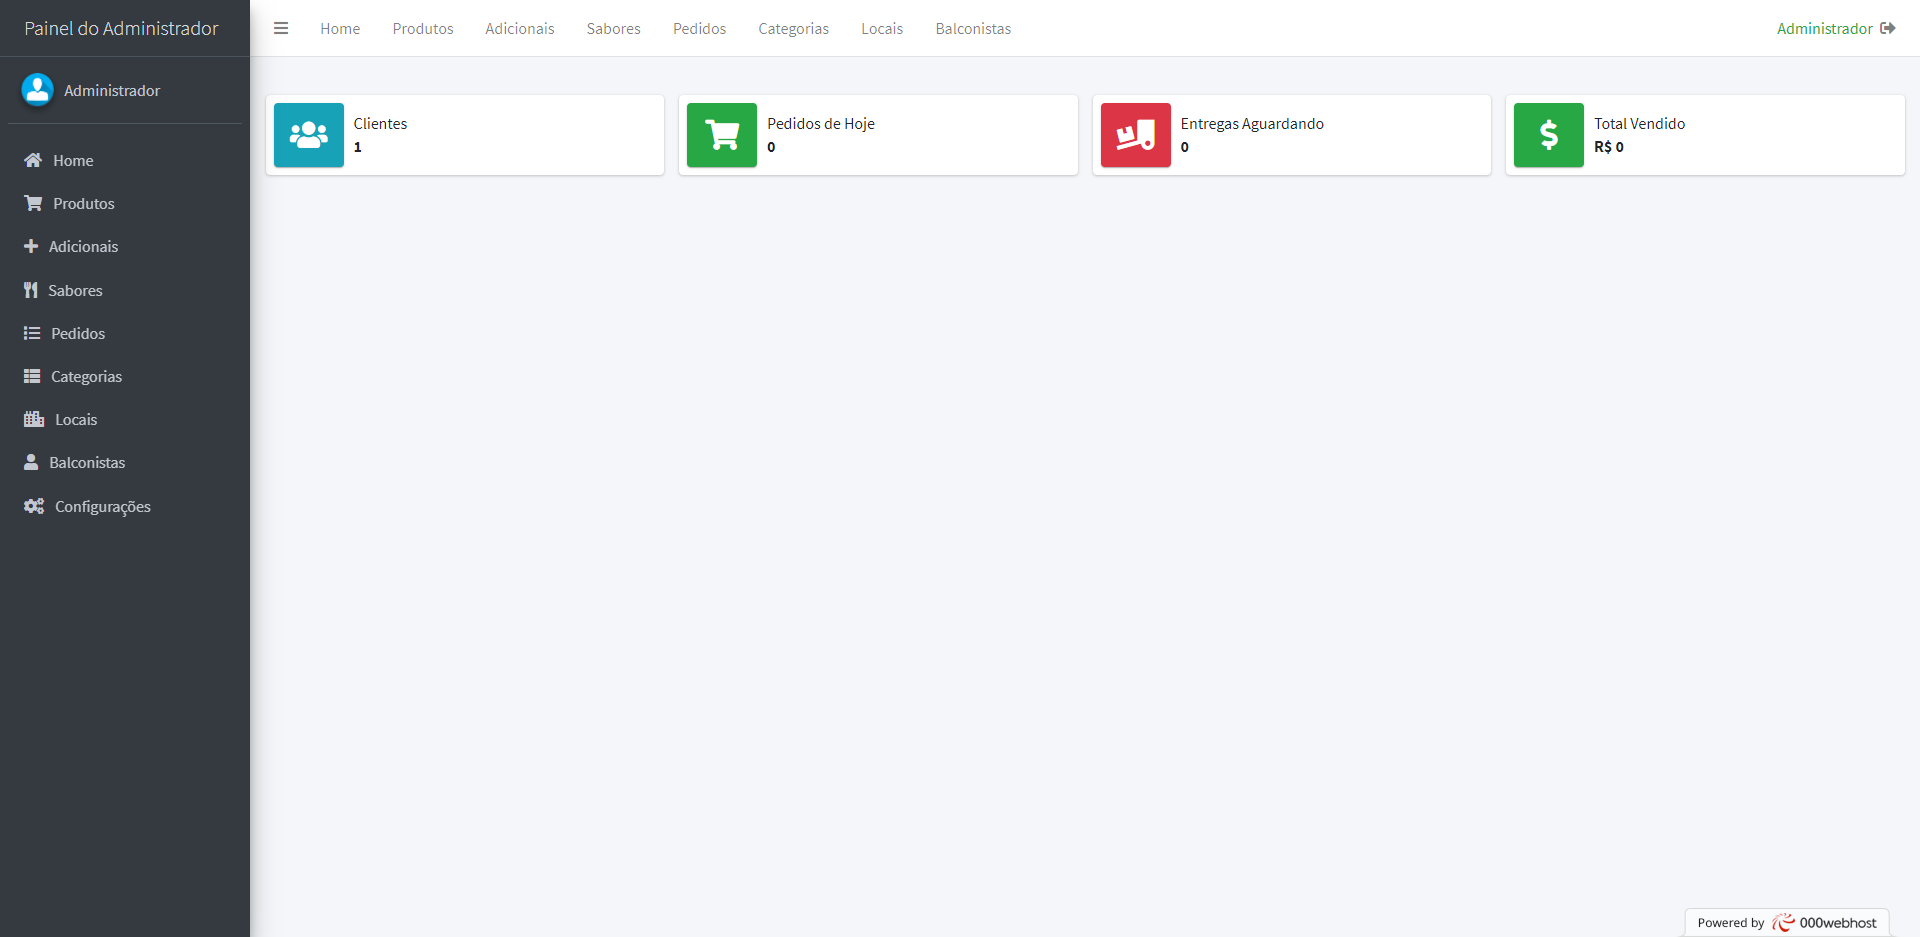 Painel do Administrador
Administrador
Home
Produtos
Adicionais
Sabores
Pedidos
Categorias
Locais
Balconistas
Configurações
Home Produtos Adicionais Sabores Pedidos Categorias Locais Balconistas
Administrador
Clientes
1
Pedidos de Hoje
0
Entregas Aguardando
0
Total Vendido
R$ 0
Powered by 000webhost